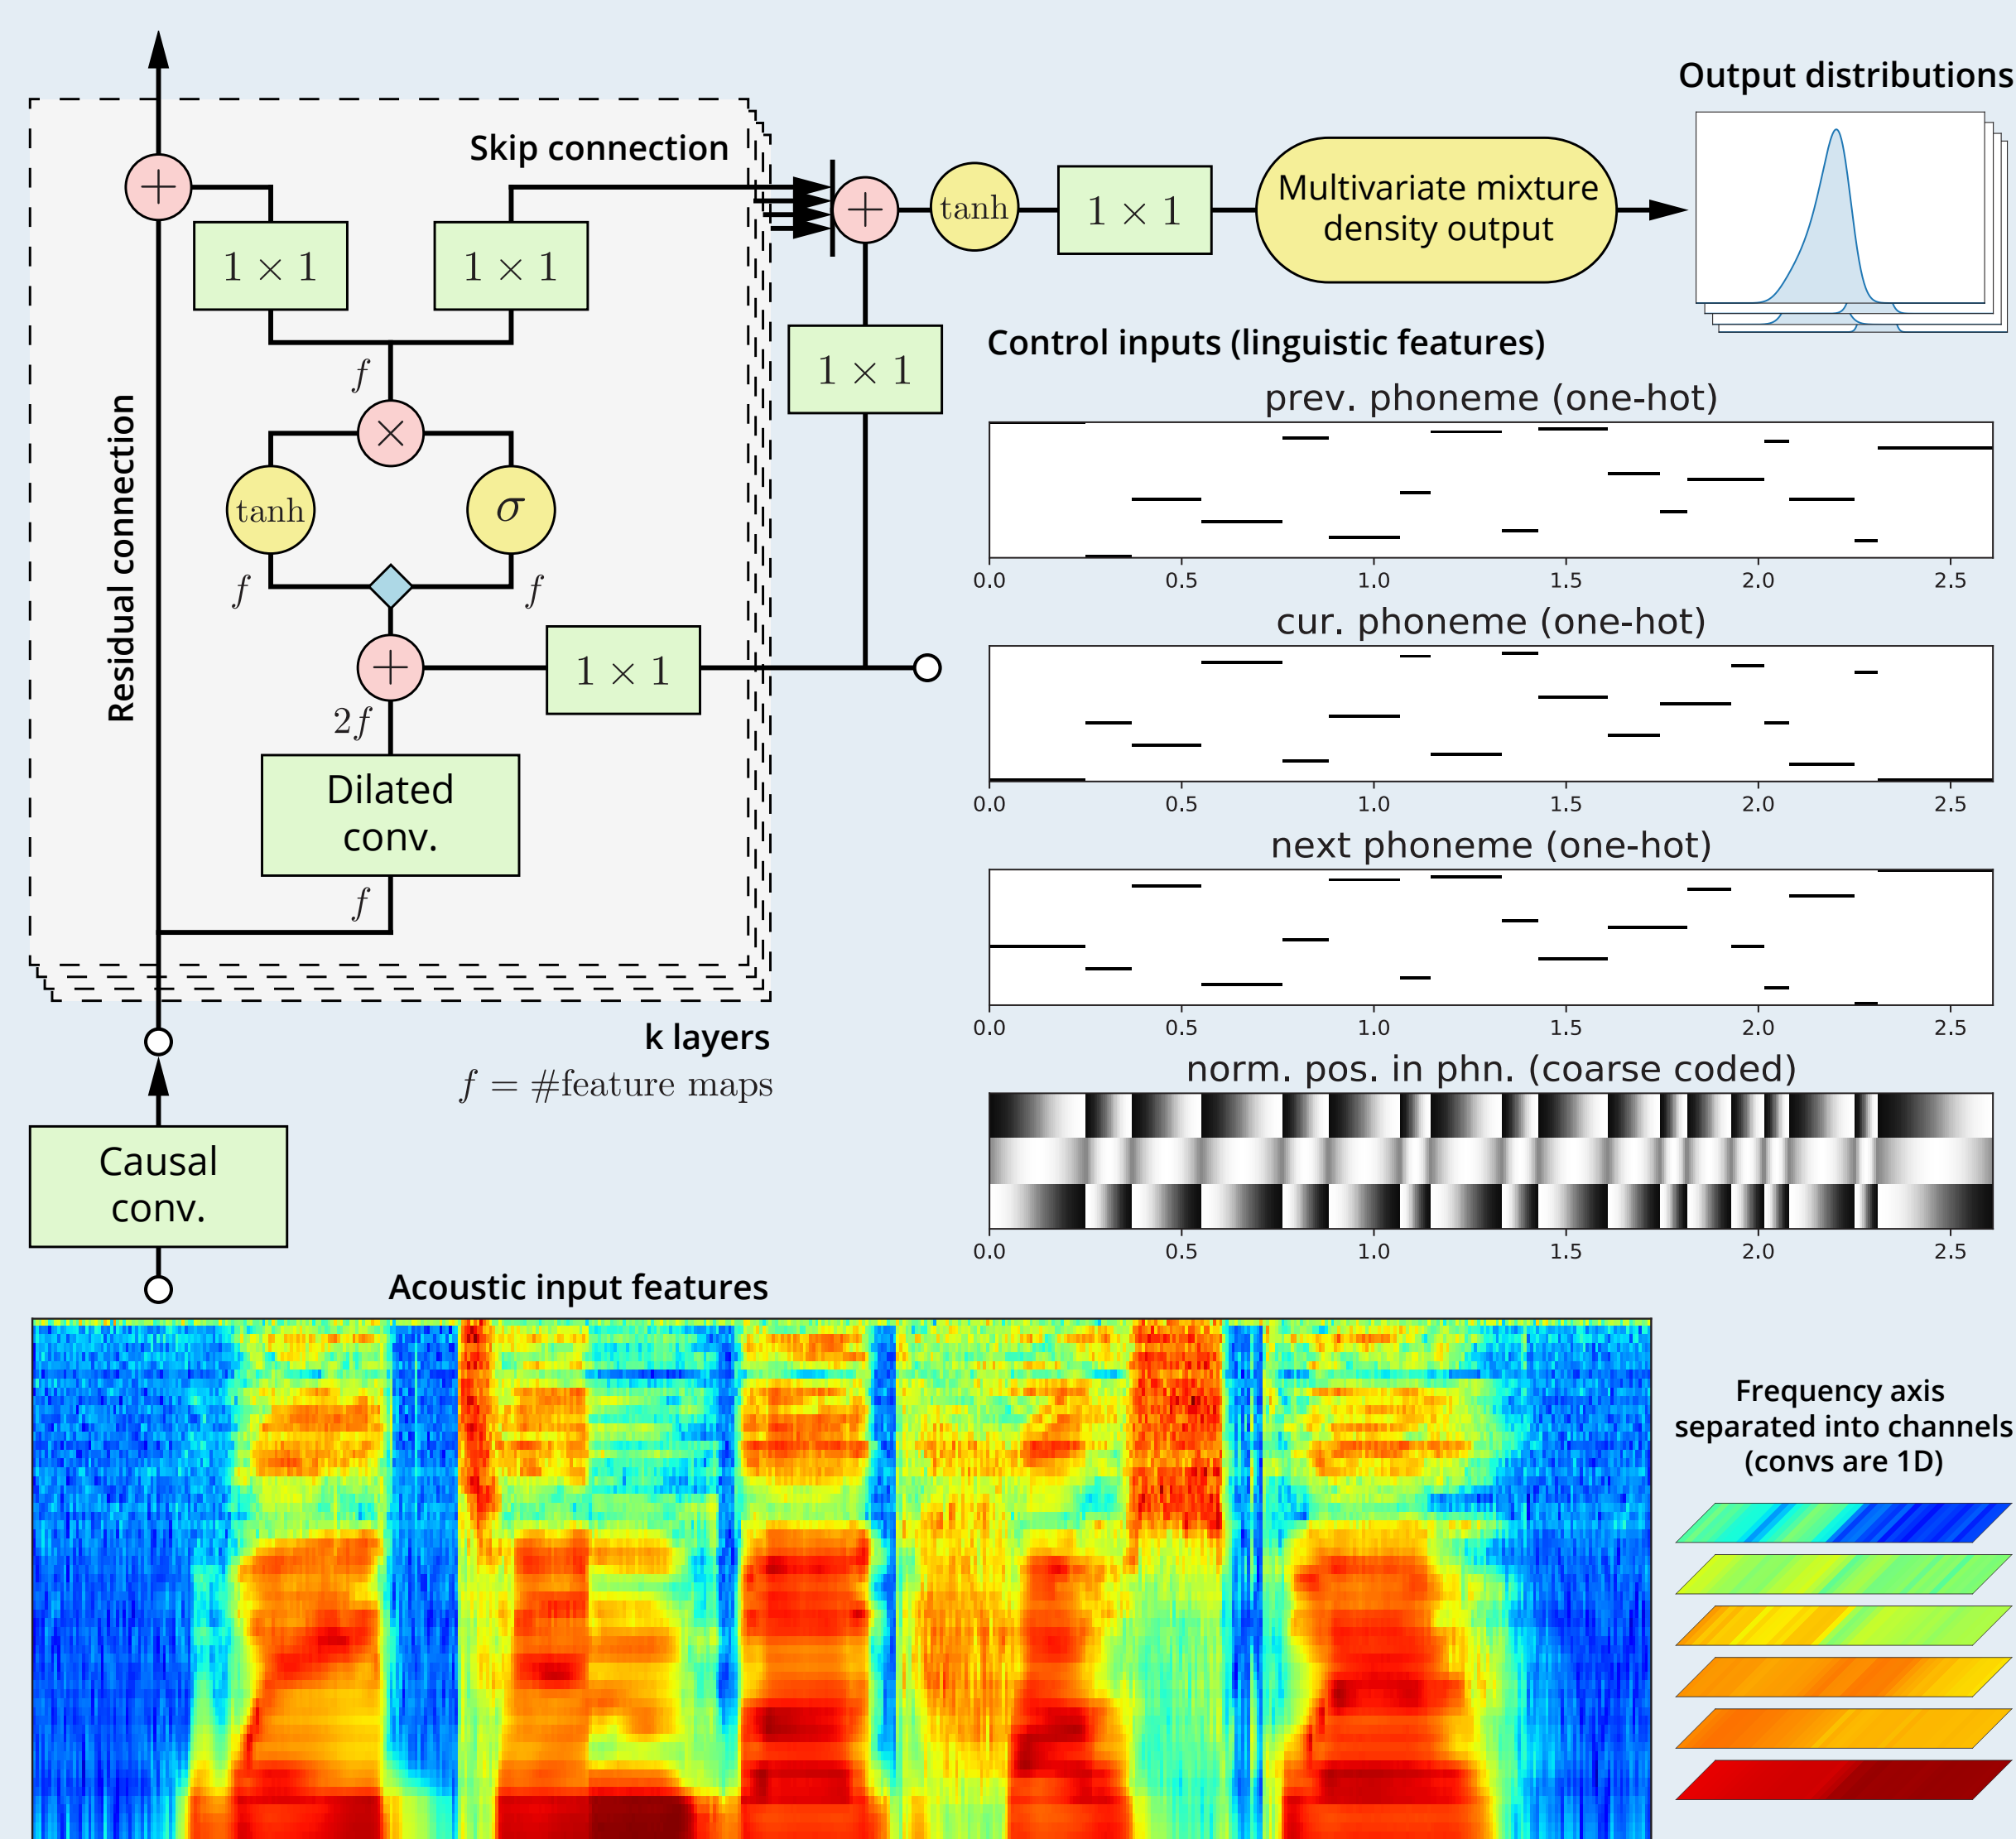 Output distributions
Skip connection
+
+
tanh
1 × 1
Multivariate mixture
density output
1 × 1
1 × 1
1 × 1
f
×
tanh
σ
f
f
+
1 × 1
2f
Dilated
conv.
f
Residual connection
k layers
f = #feature maps
Causal
conv.
Control inputs (linguistic features)
prev. phoneme (one-hot)
0.0 0.5 1.0 1.5 2.0 2.5
cur. phoneme (one-hot)
0.0 0.5 1.0 1.5 2.0 2.5
next phoneme (one-hot)
0.0 0.5 1.0 1.5 2.0 2.5
norm. pos. in phn. (coarse coded)
0.0 0.5 1.0 1.5 2.0 2.5
Acoustic input features
Frequency axis
separated into channels
(convs are 1D)